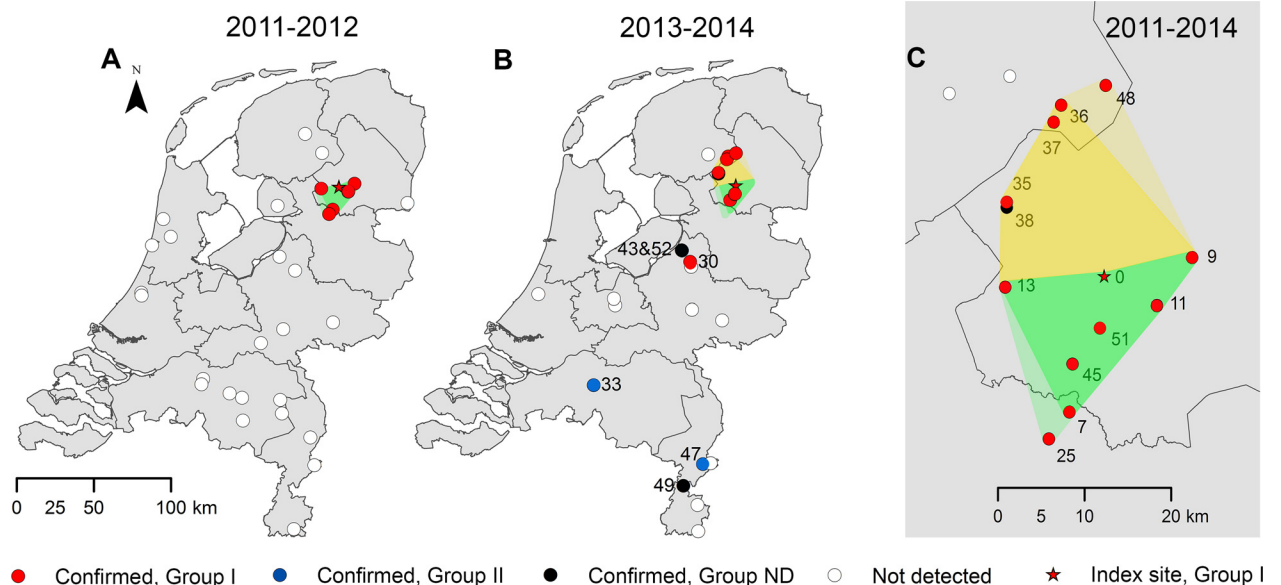 2011-2012
2013-2014
2011-2014
A
B
C
N
48
36
37
35
38
9
0
13
11
51
45
7
25
43&52
30
33
47
49
0 25 50 100 km
0 5 10 20 km
Confirmed, Group I
Confirmed, Group II
Confirmed, Group ND
Not detected
Index site, Group I